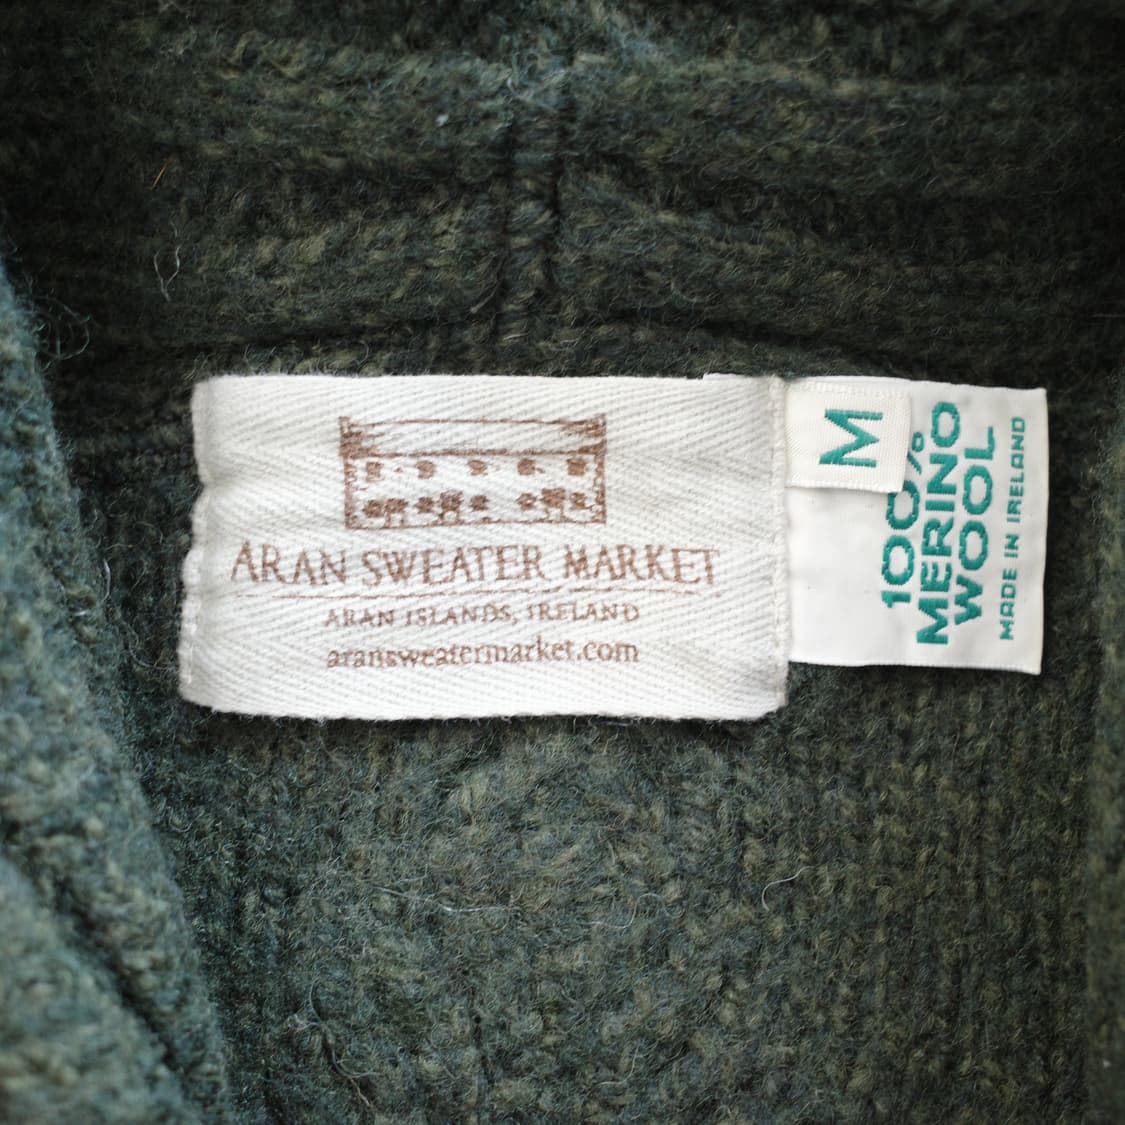 ARAN SWEATER MARKET
ARAN ISLANDS, IRELAND
aransweatermarket.com
M
100%
MERINO
WOOL
MADE IN IRELAND